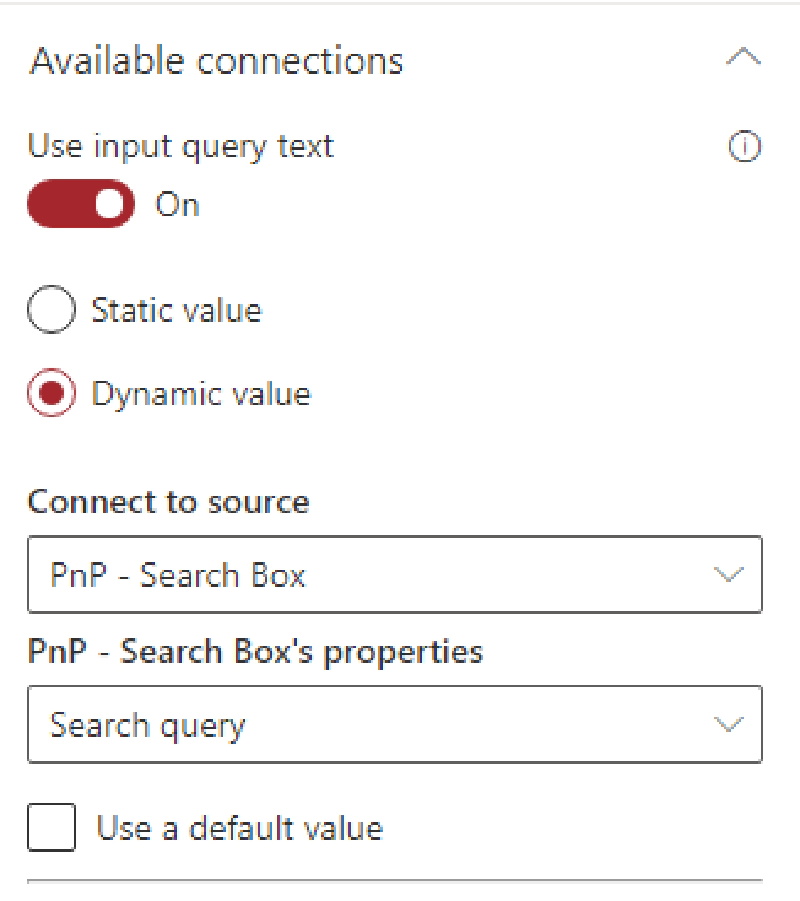 Available connections
Use input query text
On
Static value
Dynamic value
Connect to source
PnP - Search Box
PnP - Search Box's properties
Search query
Use a default value